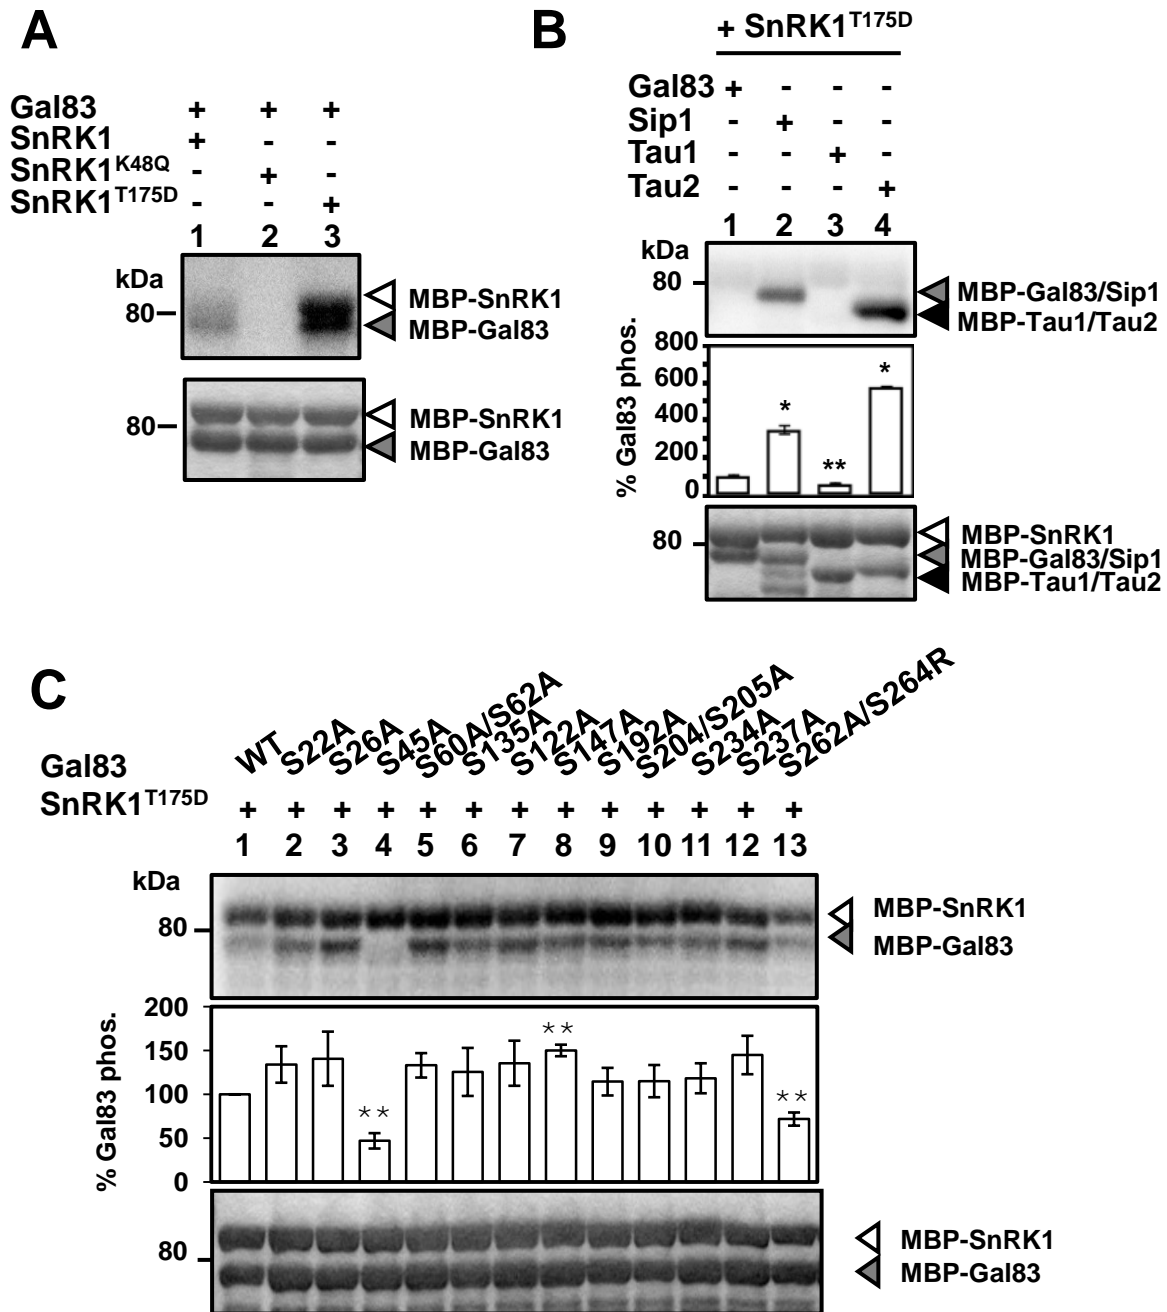 A
Gal83 + + +
SnRK1 + - -
SnRK1K48Q - + -
SnRK1T175D - - +
1 2 3
kDa
80
MBP-SnRK1
MBP-Gal83
80
MBP-SnRK1
MBP-Gal83
B
+ SnRK1T175D
Gal83 + - - -
Sip1 - + - -
Tau1 - - + -
Tau2 - - - +
1 2 3 4
kDa
80
MBP-Gal83/Sip1
MBP-Tau1/Tau2
% Gal83 phos.
800
600
400
200
0
* ** *
80
MBP-SnRK1
MBP-Gal83/Sip1
MBP-Tau1/Tau2
C
Gal83 WT S22A S26A S45A S60A/S62A S135A S122A S147A S192A S204/S205A S234A S237A S262A/S264R
SnRK1T175D + + + + + + + + + + + + +
1 2 3 4 5 6 7 8 9 10 11 12 13
kDa
80
MBP-SnRK1
MBP-Gal83
% Gal83 phos.
200
150
100
50
0
** ** **
80
MBP-SnRK1
MBP-Gal83